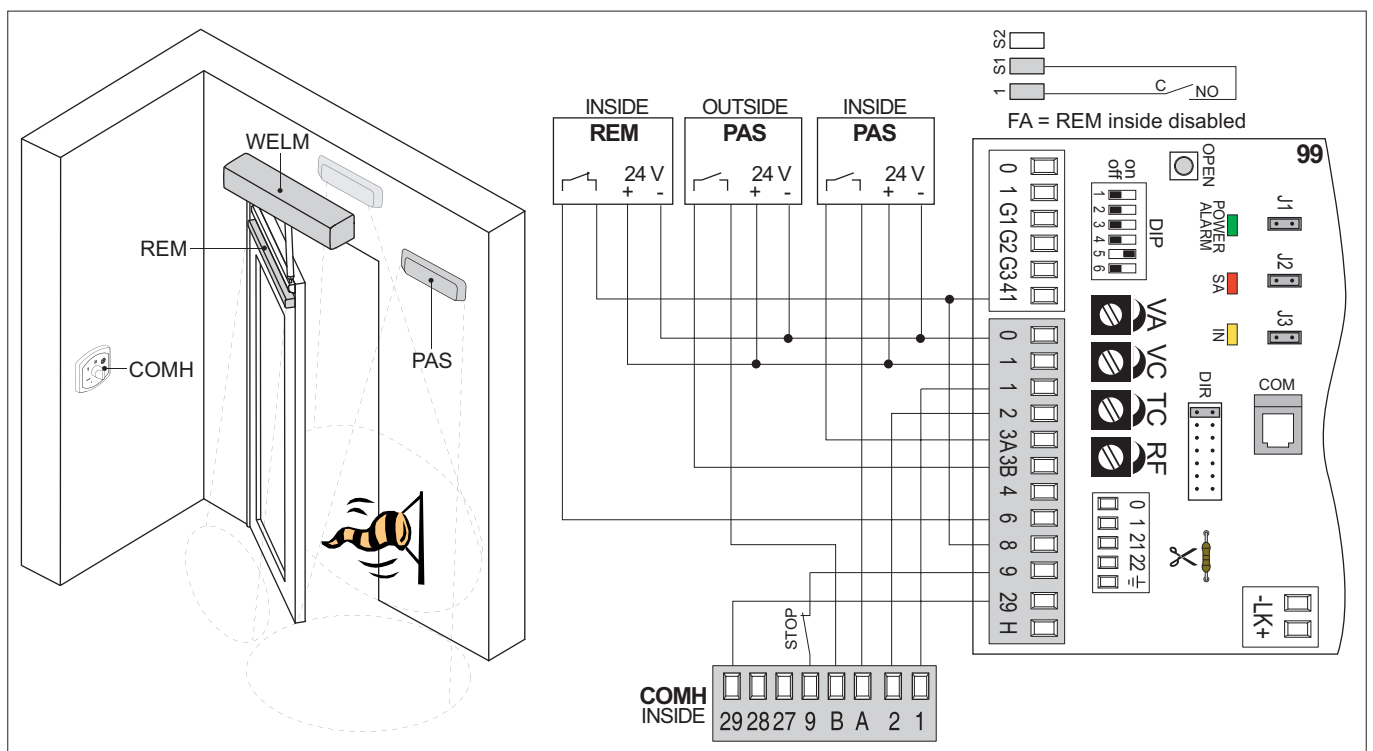 WELM
REM
COMH
PAS
INSIDE
REM
24 V
+ -
OUTSIDE
PAS
24 V
+ -
INSIDE
PAS
24 V
+ -
S2
S1
1
C
NO
FA = REM inside disabled
99
0
1
G1
G2
G3
41
0
1
1
2
3A
3B
4
6
8
9
29
H
on
off
1
2
3
4
5
6
DIP
OPEN
POWER
ALARM
SA
IN
J1
J2
J3
VA
VC
TC
RF
DIR
COM
0
1
21
22
-LK+
STOP
COMH
INSIDE
29 28 27 9 B A 2 1